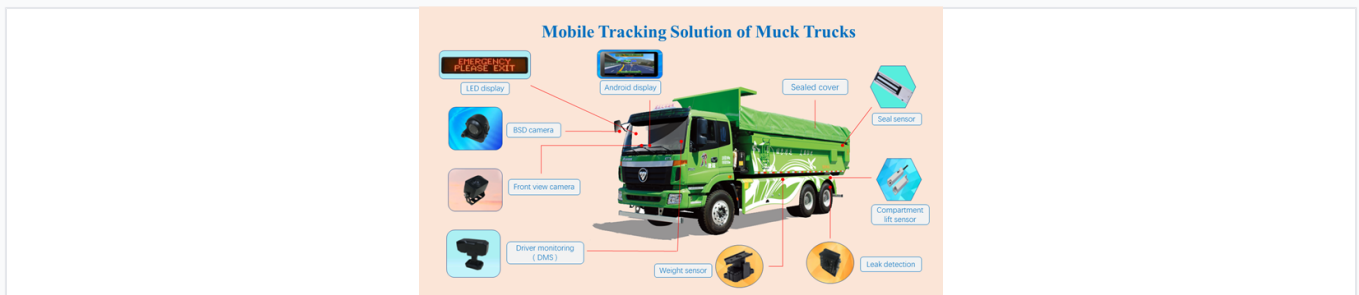 Mobile Tracking Solution of Muck Trucks
EMERGENCY
PLEASE EXIT
LED display
Android display
Sealed cover
Seal sensor
BSD camera
Front view camera
Compartment
lift sensor
Driver monitoring
( DMS )
Weight sensor
Leak detection